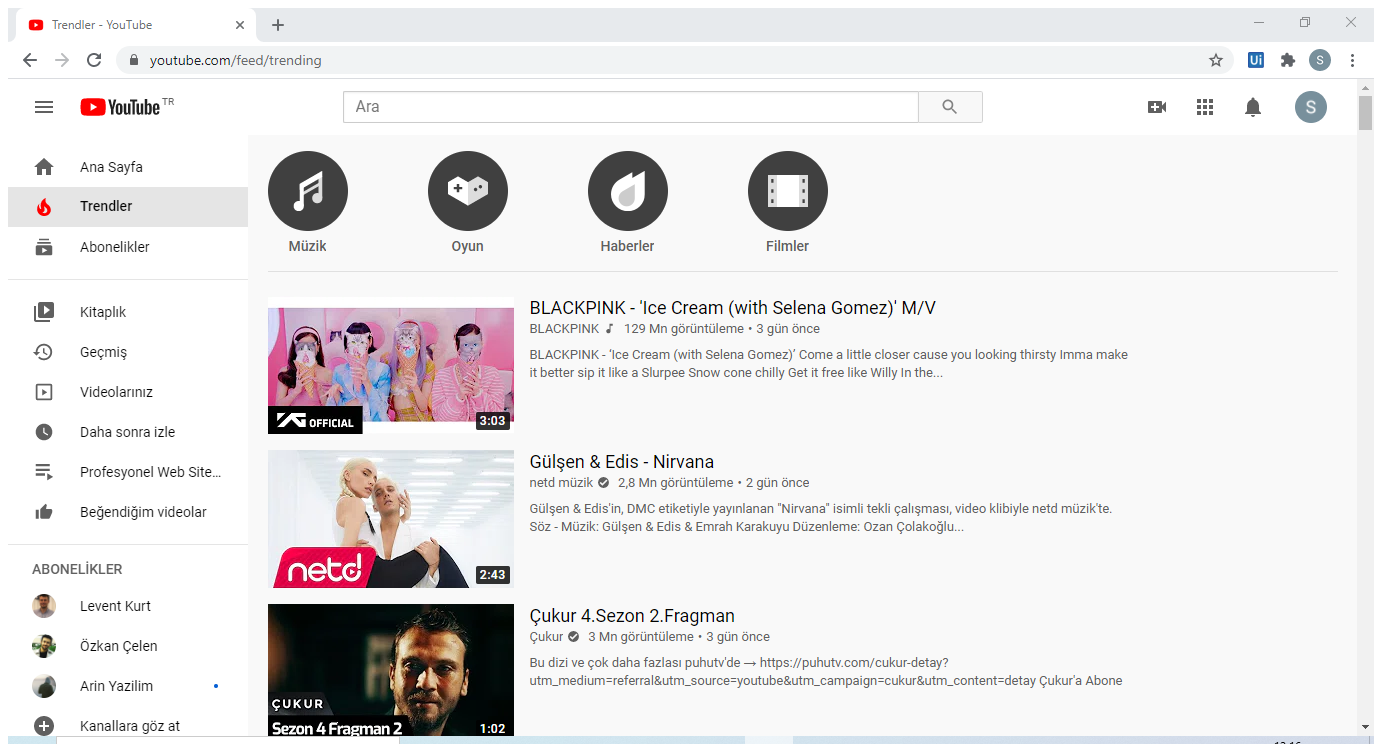 Trendler - YouTube
youtube.com/feed/trending
Ui
S
YouTube TR
Ara
S
Ana Sayfa
Trendler
Abonelikler
Kitaplık
Geçmiş
Videolarınız
Daha sonra izle
Profesyonel Web Site...
Beğendiğim videolar
ABONELİKLER
Levent Kurt
Özkan Çelen
Arin Yazilim
Kanallara göz at
Müzik
Oyun
Haberler
Filmler
YG OFFICIAL
3:03
BLACKPINK - 'Ice Cream (with Selena Gomez)' M/V
BLACKPINK 129 Mn görüntüleme • 3 gün önce
BLACKPINK - ‘Ice Cream (with Selena Gomez)’ Come a little closer cause you looking thirsty Imma make
it better sip it like a Slurpee Snow cone chilly Get it free like Willy In the...
netd
2:43
Gülşen & Edis - Nirvana
netd müzik 2,8 Mn görüntüleme • 2 gün önce
Gülşen & Edis'in, DMC etiketiyle yayınlanan "Nirvana" isimli tekli çalışması, video klibiyle netd müzik'te.
Söz - Müzik: Gülşen & Edis & Emrah Karakuyu Düzenleme: Ozan Çolakoğlu...
ÇUKUR
Sezon 4 Fragman 2
1:02
Çukur 4.Sezon 2.Fragman
Çukur 3 Mn görüntüleme • 3 gün önce
Bu dizi ve çok daha fazlası puhutv'de → https://puhutv.com/cukur-detay?
utm_medium=referral&utm_source=youtube&utm_campaign=cukur&utm_content=detay Çukur'a Abone